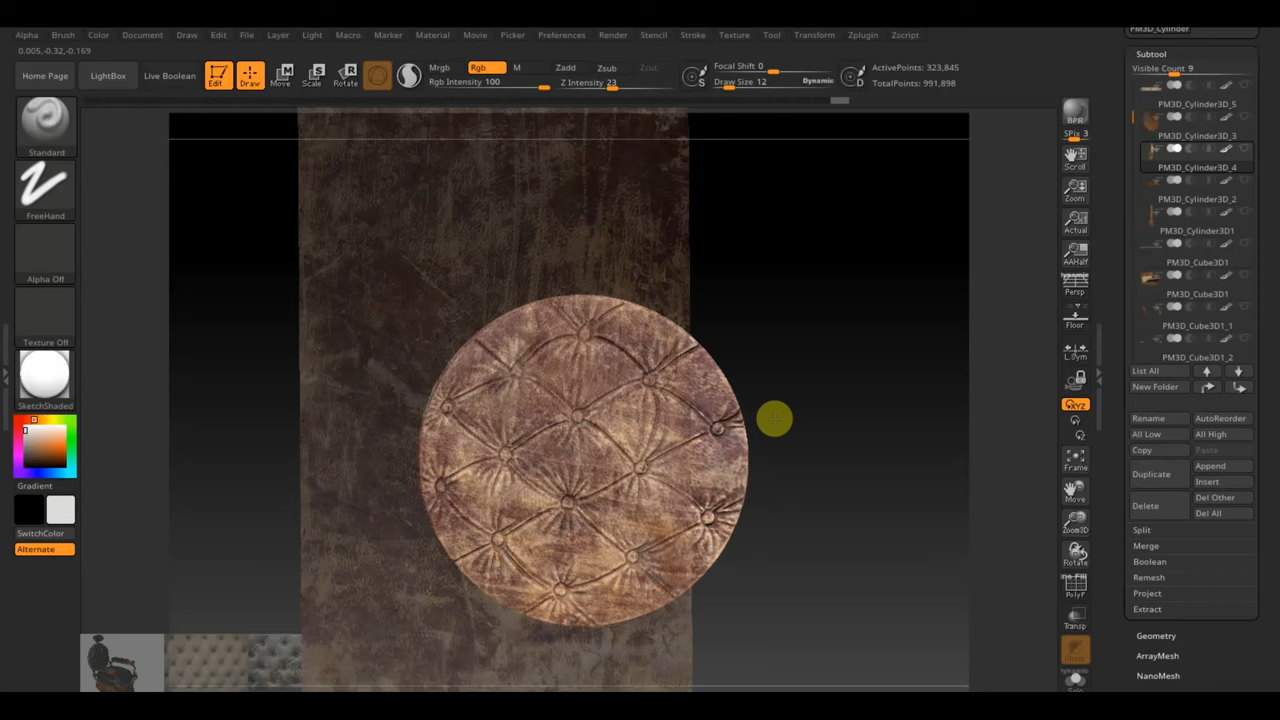 Alpha Brush Color Document Draw Edit File Layer Light Macro Marker Material Movie Picker Preferences Render Stencil Stroke Texture Tool Transform Zplugin Zscript
PM3D_Cylinder
0.005,-0.32,-0.169
Subtool
Home Page
LightBox
Live Boolean
Edit
Draw
Move
Scale
Rotate
Mrgb
Rgb
M
Rgb Intensity 100
Zadd
Zsub
Zcut
Z Intensity 23
S
Focal Shift 0
Draw Size 12
Dynamic
D
ActivePoints: 323,845
TotalPoints: 991,898
Visible Count 9
PM3D_Cylinder3D_5
PM3D_Cylinder3D_3
PM3D_Cylinder3D_4
PM3D_Cylinder3D_2
PM3D_Cylinder3D1
PM3D_Cube3D1
PM3D_Cube3D1
PM3D_Cube3D1_1
PM3D_Cube3D1_2
List All
New Folder
Rename
AutoReorder
All Low
All High
Copy
Paste
Duplicate
Append
Insert
Delete
Del Other
Del All
Split
Merge
Boolean
Remesh
Project
Extract
Geometry
ArrayMesh
NanoMesh
Standard
FreeHand
Alpha Off
Texture Off
SketchShaded
Gradient
SwitchColor
Alternate
BPR
SPix 3
Scroll
Zoom
Actual
AAHalf
Dynamic
Persp
Floor
L.Sym
XYZ
Frame
Move
Zoom3D
Rotate
PolyF
Transp
Dynamic
Solo